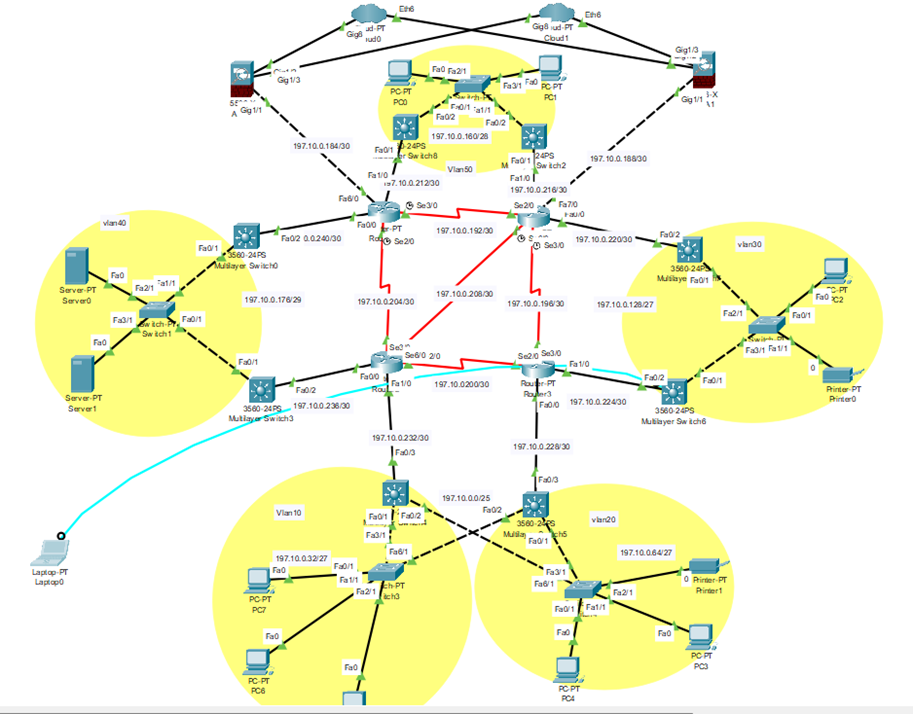 Eth6
Eth6
Gig8
Cloud1
Gig1/3
Gig1/3
Gig1/1
Gig1/1
Fa0
Fa2/1
Fa3/1
Fa0
PC-PT
PC0
PC-PT
PC1
Fa0/1
Fa0/2
Fa0/2
197.10.0.160/28
Vlan50
197.10.0.184/30
197.10.0.188/30
Fa0/1
Fa0/1
Fa1/0
Fa1/0
197.10.0.212/30
197.10.0.216/30
Fa6/0
Fa0/0
Se3/0
Se2/0
Fa7/0
Fa0/0
197.10.0.192/30
Se2/0
Se3/0
vlan40
Fa0/1
Fa0/2
0.0.240/30
3560-24PS
Multilayer Switch0
Server-PT
Server0
Fa0
Fa2/1
Fa3/1
Fa0/1
Switch1
Fa0
Server-PT
Server1
197.10.0.176/29
Fa0/1
Fa0/2
3560-24PS
Multilayer Switch3
197.10.0.236/30
197.10.0.204/30
197.10.0.208/30
197.10.0.196/30
197.10.0.220/30
Fa0/2
vlan30
3560-24PS
Fa0/1
197.10.0.128/27
Fa2/1
Fa0/1
Fa0
Fa3/1
Fa1/1
0
Printer-PT
Printer0
Fa0/1
Fa0/2
3560-24PS
Multilayer Switch6
197.10.0.224/30
Fa0/0
Se6/0
2/0
Fa1/0
197.10.0.200/30
Se2/0
Se3/0
Fa1/0
Router-PT
Router3
Fa0/0
197.10.0.232/30
197.10.0.228/30
Fa0/3
Fa0/3
Laptop-PT
Laptop0
Vlan10
Fa0/1
Fa0/2
Fa3/1
Fa6/1
197.10.0.0/25
Fa0/2
3560-24PS
Fa0/1
vlan20
197.10.0.32/27
Fa0
Fa0/1
Fa1/1
Fa2/1
PC-PT
PC7
Fa0
PC-PT
PC6
Fa0
197.10.0.64/27
Fa3/1
Fa6/1
Fa2/1
Fa0/1
Fa1/1
0
Printer-PT
Printer1
Fa0
PC-PT
PC3
Fa0
PC-PT
PC4